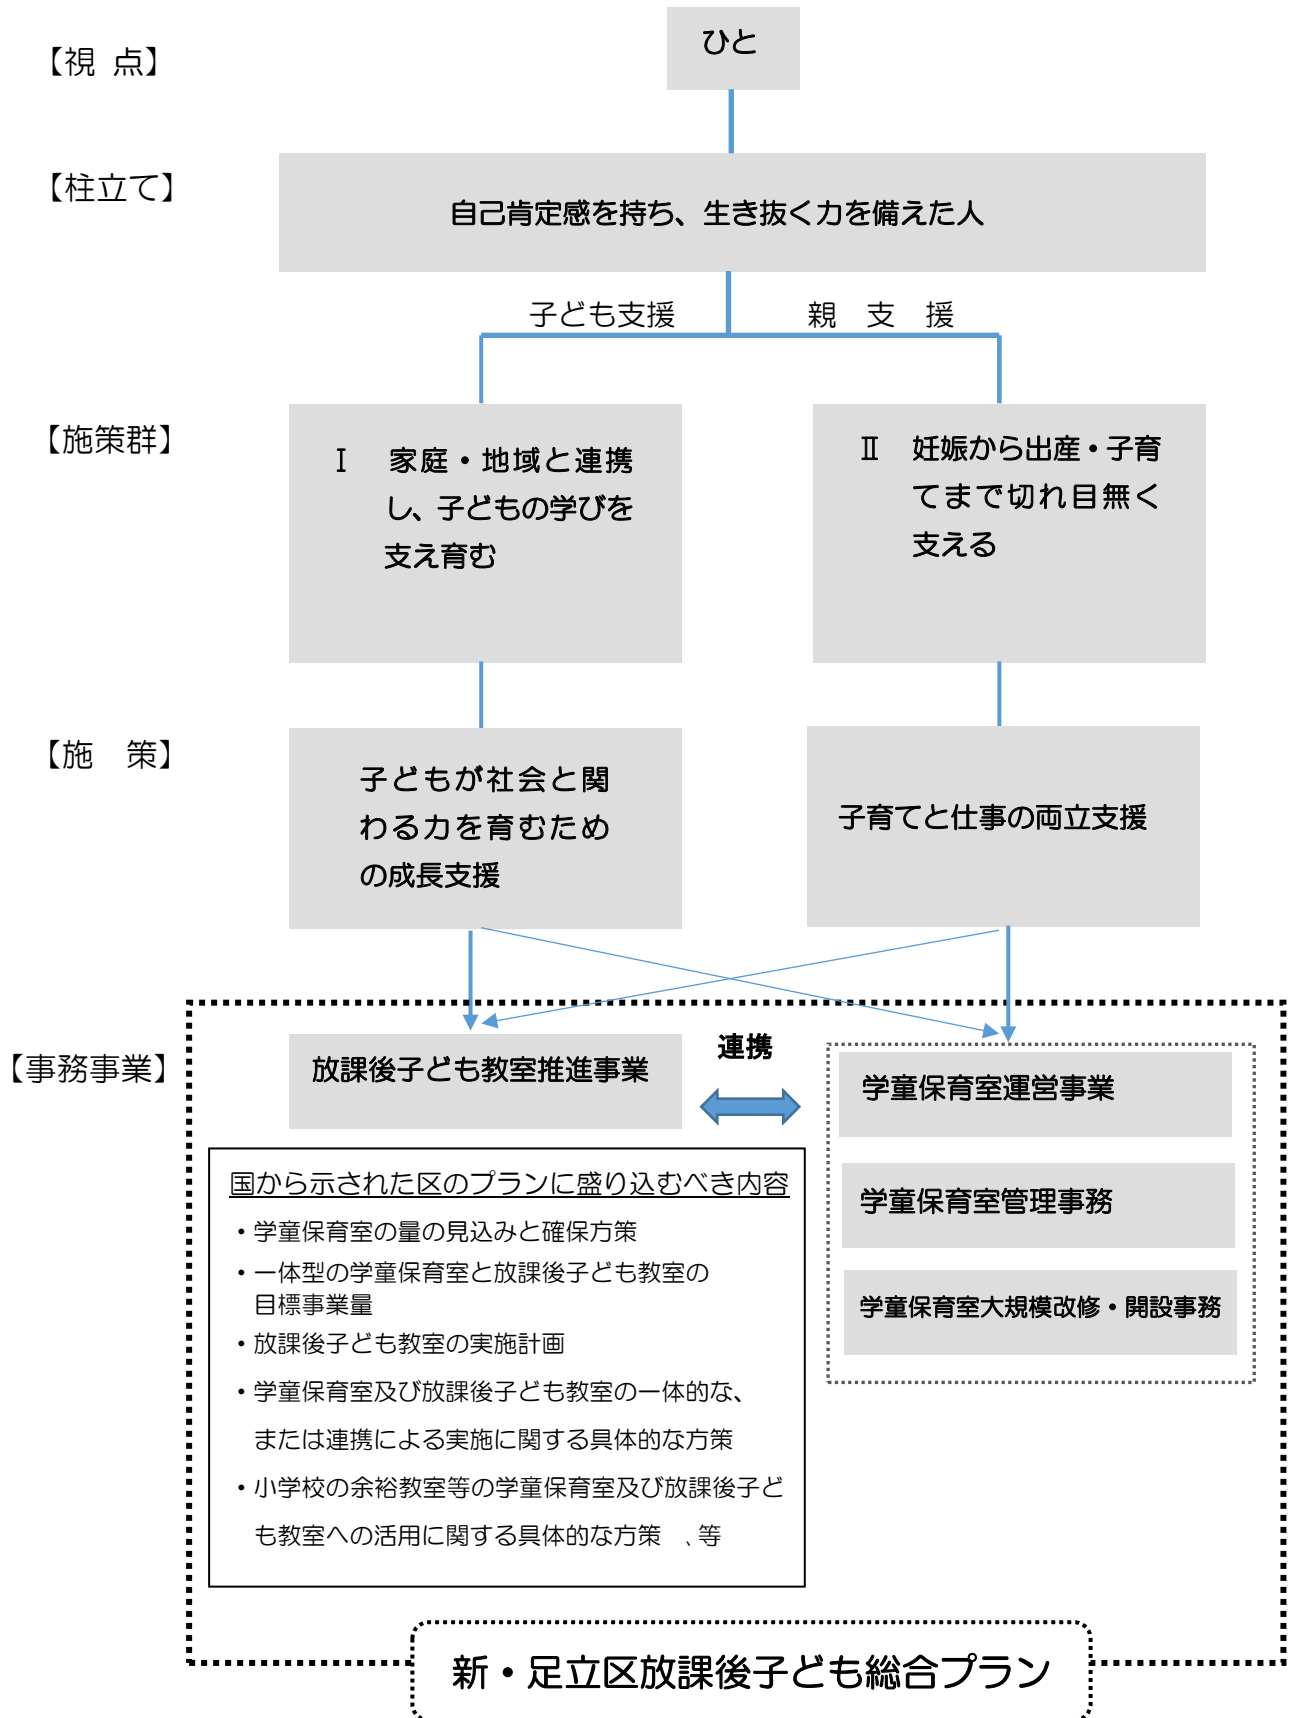 【視 点】
ひと
【柱立て】
自己肯定感を持ち、生き抜く力を備えた人
子ども支援
親 支 援
【施策群】
Ⅰ 家庭・地域と連携
し、子どもの学びを
支え育む
Ⅱ 妊娠から出産・子育
てまで切れ目無く
支える
【施 策】
子どもが社会と関
わる力を育むため
の成長支援
子育てと仕事の両立支援
【事務事業】
放課後子ども教室推進事業
連携
学童保育室運営事業
学童保育室管理事務
学童保育室大規模改修・開設事務
国から示された区のプランに盛り込むべき内容
・学童保育室の量の見込みと確保方策
・一体型の学童保育室と放課後子ども教室の
目標事業量
・放課後子ども教室の実施計画
・学童保育室及び放課後子ども教室の一体的な、
または連携による実施に関する具体的な方策
・小学校の余裕教室等の学童保育室及び放課後子ど
も教室への活用に関する具体的な方策 、等
新・足立区放課後子ども総合プラン